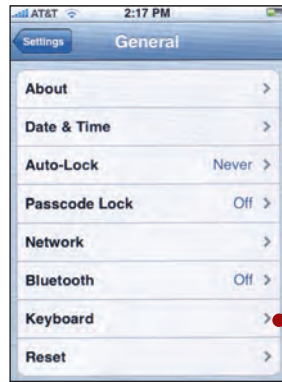 AT&T 2:17 PM
Settings General
About
Date & Time
Auto-Lock Never
Passcode Lock Off
Network
Bluetooth Off
Keyboard
Reset